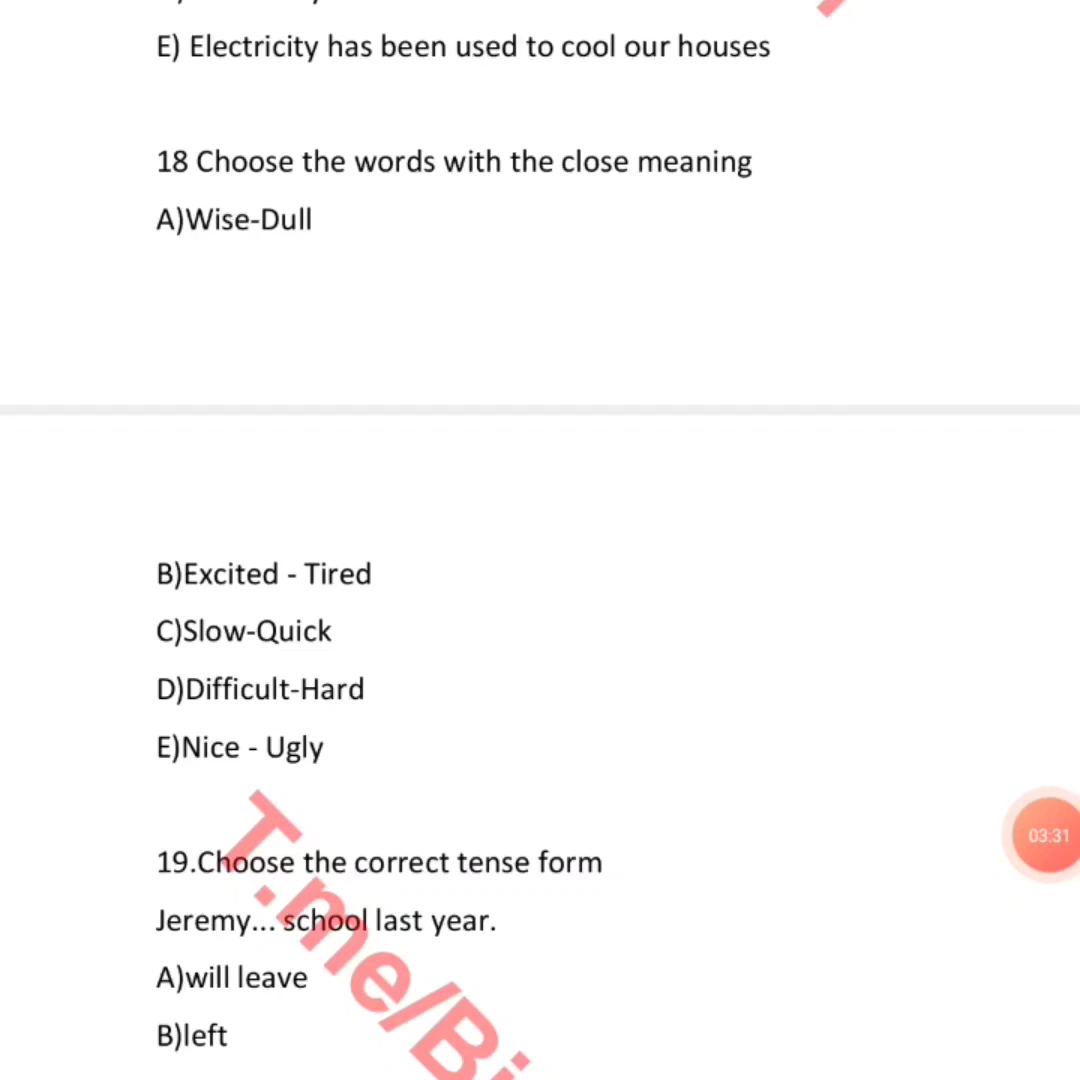 E) Electricity has been used to cool our houses
18 Choose the words with the close meaning
A)Wise-Dull
B)Excited - Tired
C)Slow-Quick
D)Difficult-Hard
E)Nice - Ugly
03:31
19.Choose the correct tense form
Jeremy... school last year.
A)will leave
B)left
T.me/Bi